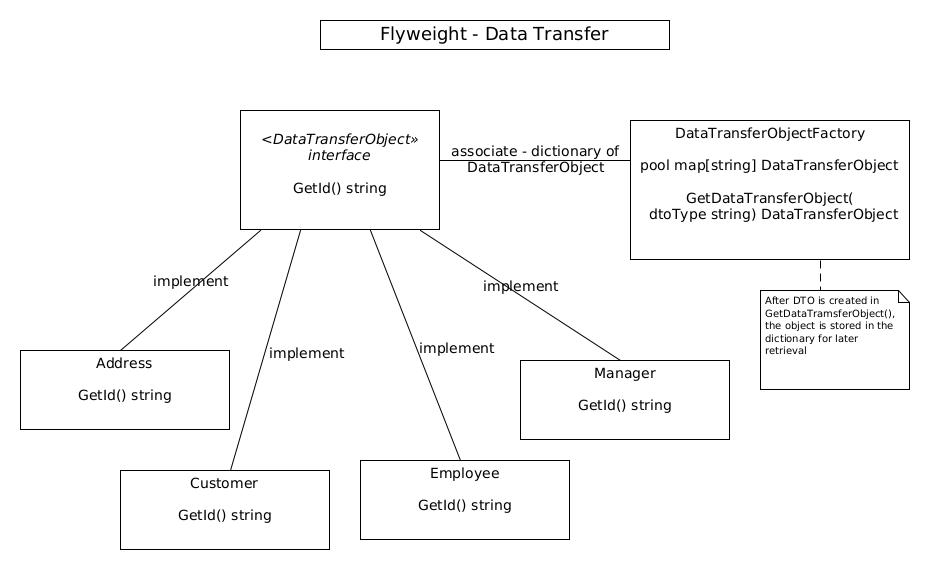 Flyweight - Data Transfer
<DataTransferObject»
interface
GetId() string
associate - dictionary of
DataTransferObject
DataTransferObjectFactory
pool map[string] DataTransferObject
GetDataTransferObject(
dtoType string) DataTransferObject
implement
implement
implement
implement
After DTO is created in
GetDataTramsferObject(),
the object is stored in the
dictionary for later
retrieval
Address
GetId() string
Manager
GetId() string
Customer
GetId() string
Employee
GetId() string